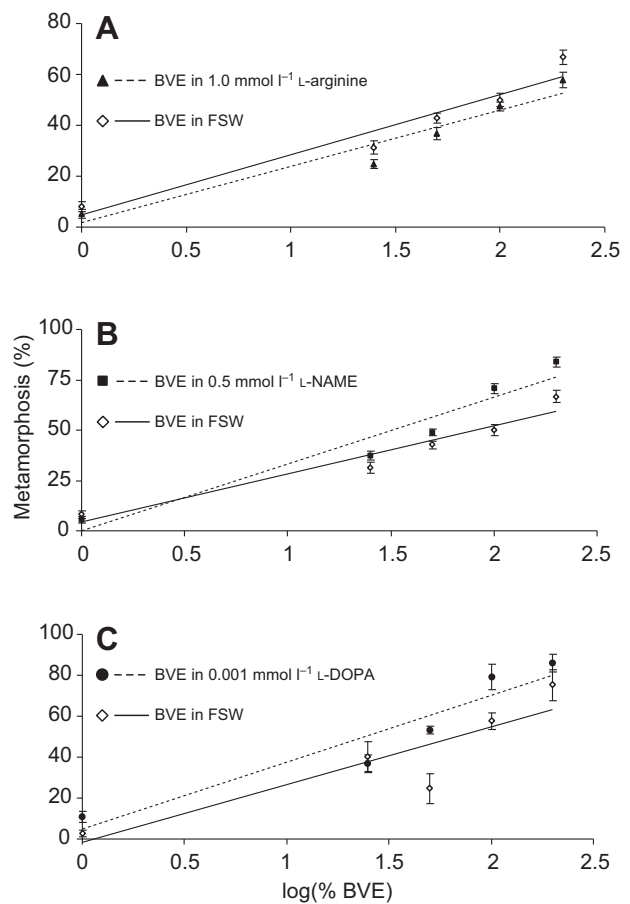 A
BVE in 1.0 mmol l⁻¹ L-arginine
BVE in FSW
80
60
40
20
0
0 0.5 1 1.5 2 2.5
B
BVE in 0.5 mmol l⁻¹ L-NAME
BVE in FSW
100
75
50
25
0
0 0.5 1 1.5 2 2.5
Metamorphosis (%)
C
BVE in 0.001 mmol l⁻¹ L-DOPA
BVE in FSW
100
80
60
40
20
0
0 0.5 1 1.5 2 2.5
log(% BVE)